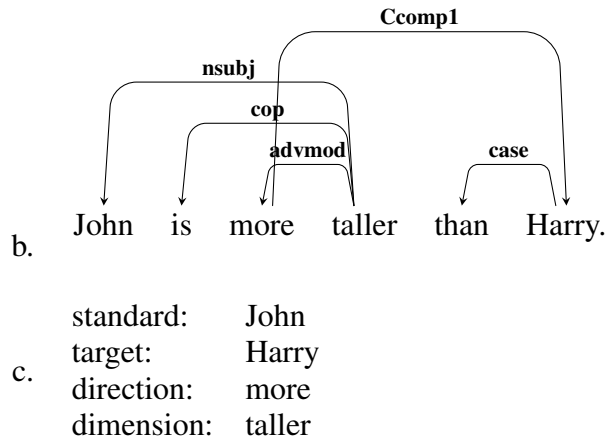 Ccomp1
nsubj
cop
advmod case
John is more taller than Harry.
b.
standard: John
target: Harry
c.
direction: more
dimension: taller